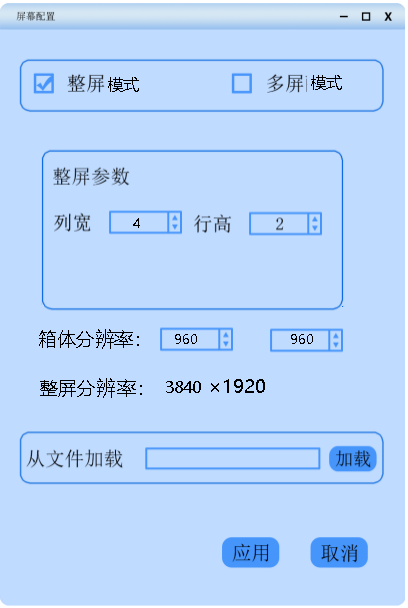 屏幕配置
整屏模式 多屏模式
整屏参数
列宽 4 行高 2
箱体分辨率： 960 960
整屏分辨率： 3840 ×1920
从文件加载 加载
应用 取消